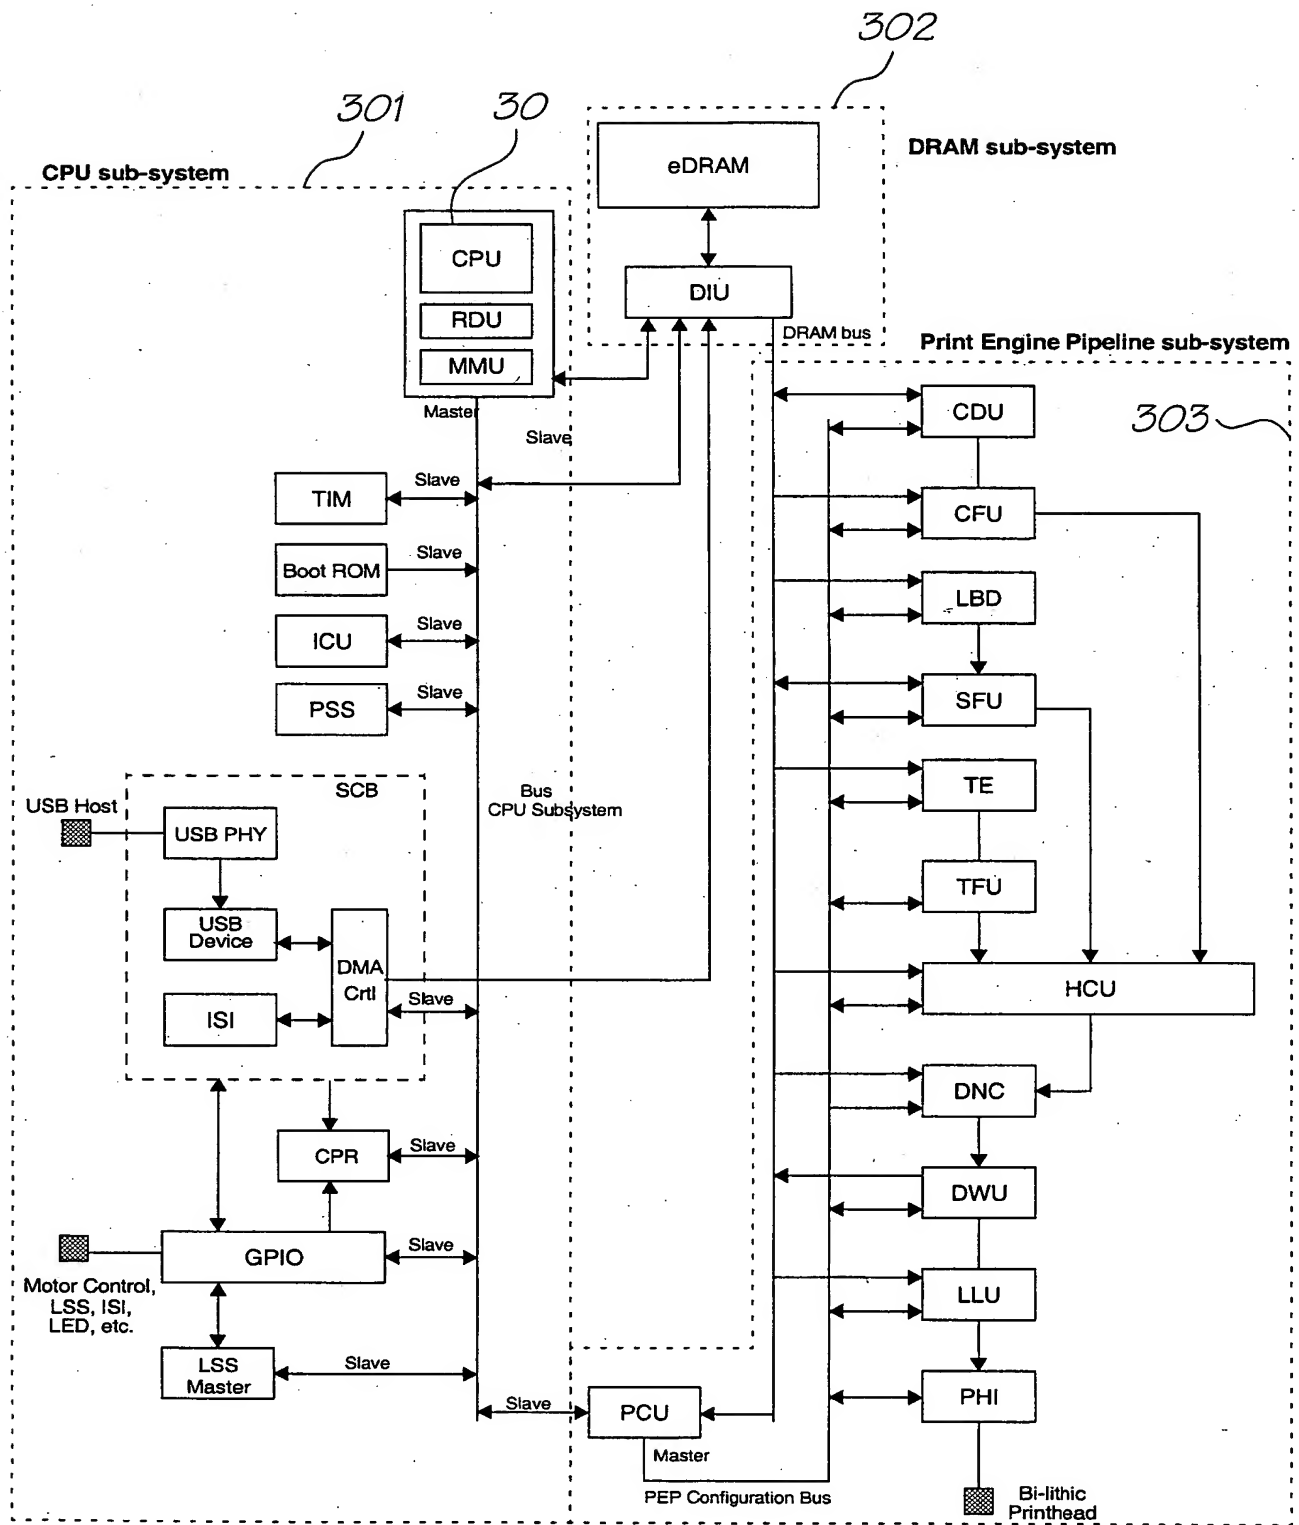 302
301
30
DRAM sub-system
CPU sub-system
eDRAM
CPU
DIU
RDU
DRAM bus
MMU
Print Engine Pipeline sub-system
Master
CDU
303
Slave
Slave
TIM
CFU
Slave
Boot ROM
LBD
Slave
ICU
Slave
PSS
SFU
TE
SCB
Bus
CPU Subsystem
USB Host
USB PHY
TFU
USB
Device
DMA
Crtl
HCU
Slave
ISI
DNC
Slave
CPR
DWU
Slave
GPIO
Motor Control,
LSS, ISI,
LED, etc.
LLU
Slave
LSS
Master
PHI
Slave
PCU
Master
PEP Configuration Bus
Bi-lithic
Printhead